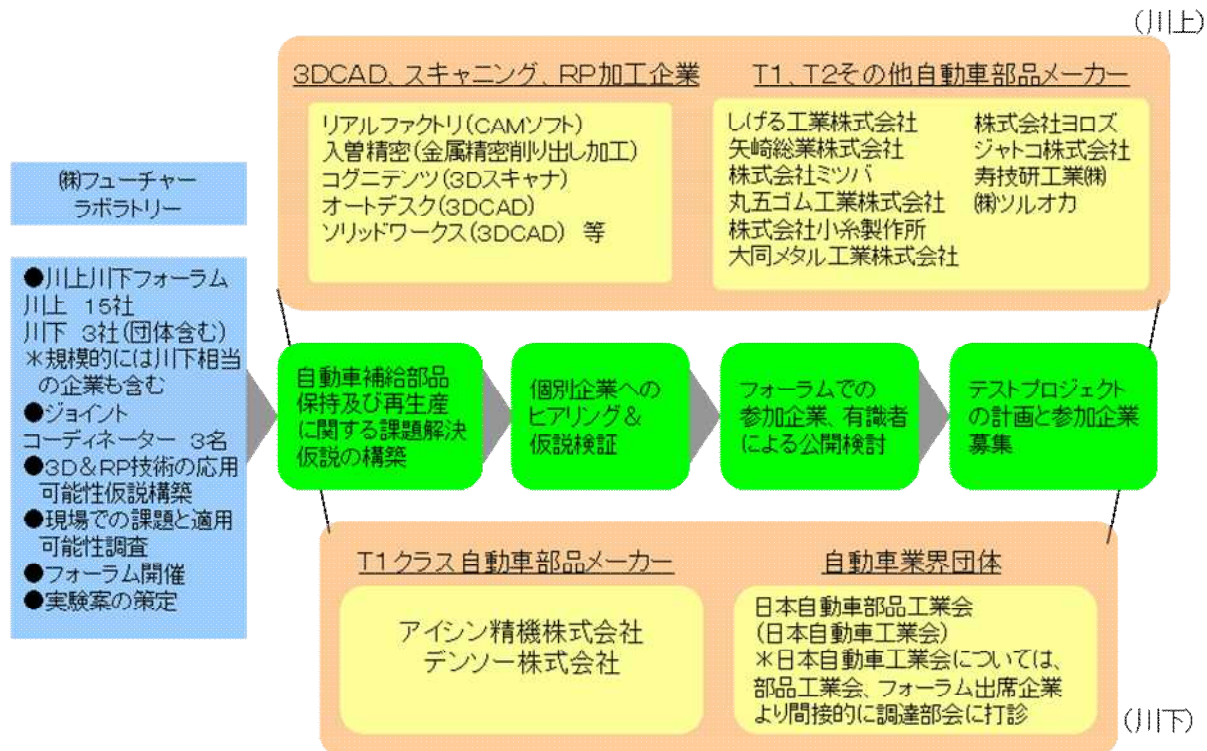 (川上)
3DCAD、スキャニング、RP加工企業
リアルファクトリ(CAMソフト)
入曽精密(金属精密削り出し加工)
コグニテンツ(3Dスキャナ)
オートデスク(3DCAD)
ソリッドワークス(3DCAD) 等
T1、T2その他自動車部品メーカー
しげる工業株式会社
矢崎総業株式会社
株式会社ミツバ
丸五ゴム工業株式会社
株式会社小糸製作所
大同メタル工業株式会社
株式会社ヨロズ
ジャトコ株式会社
寿技研工業㈱
㈱ツルオカ
㈱フューチャー
ラボラトリー
●川上川下フォーラム
川上 15社
川下 3社(団体含む)
＊規模的には川下相当
の企業も含む
●ジョイント
コーディネーター 3名
●3D＆RP技術の応用
可能性仮説構築
●現場での課題と適用
可能性調査
●フォーラム開催
●実験案の策定
自動車補給部品
保持及び再生産
に関する課題解決
仮説の構築
個別企業への
ヒアリング＆
仮説検証
フォーラムでの
参加企業、有識者
による公開検討
テストプロジェクト
の計画と参加企業
募集
T1クラス自動車部品メーカー
アイシン精機株式会社
デンソー株式会社
自動車業界団体
日本自動車部品工業会
(日本自動車工業会)
＊日本自動車工業会については、
部品工業会、フォーラム出席企業
より間接的に調達部会に打診
(川下)